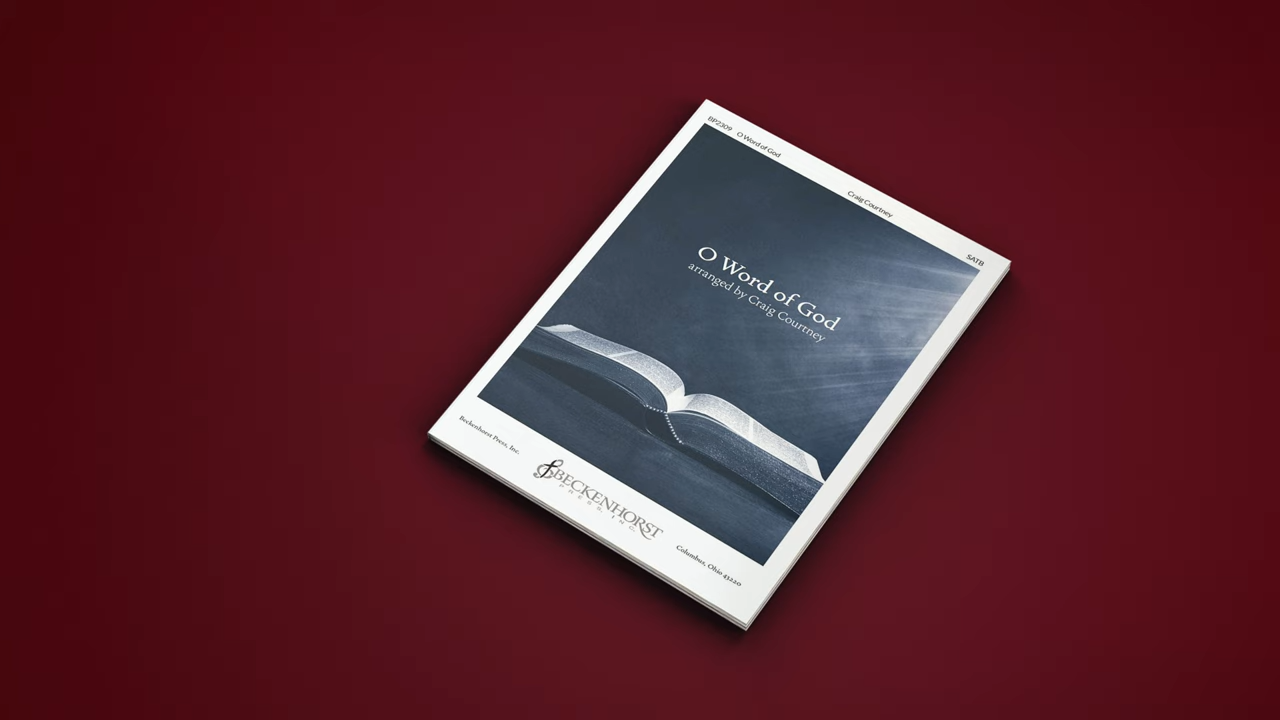 BP2309 O Word of God
Craig Courtney
SATB
O Word of God
arranged by Craig Courtney
Beckenhorst Press, Inc.
BECKENHORST
PRESS, INC.
Columbus, Ohio 43220